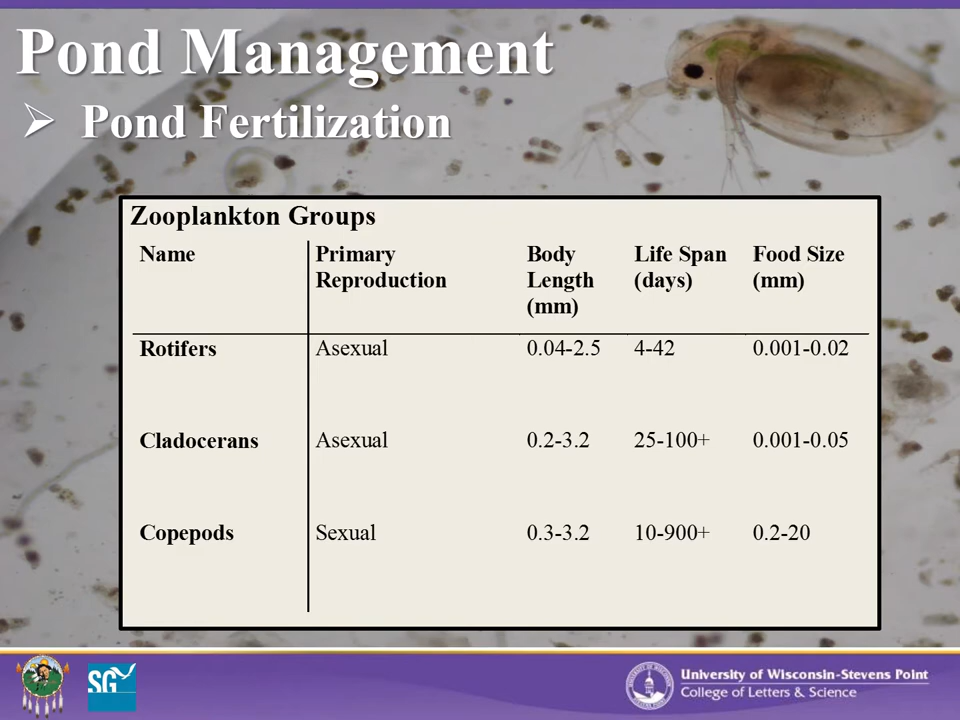 Pond Management
➢ Pond Fertilization
Zooplankton Groups
Name Primary Reproduction Body Length (mm) Life Span (days) Food Size (mm)
Rotifers Asexual 0.04-2.5 4-42 0.001-0.02
Cladocerans Asexual 0.2-3.2 25-100+ 0.001-0.05
Copepods Sexual 0.3-3.2 10-900+ 0.2-20
SG
University of Wisconsin-Stevens Point
College of Letters & Science